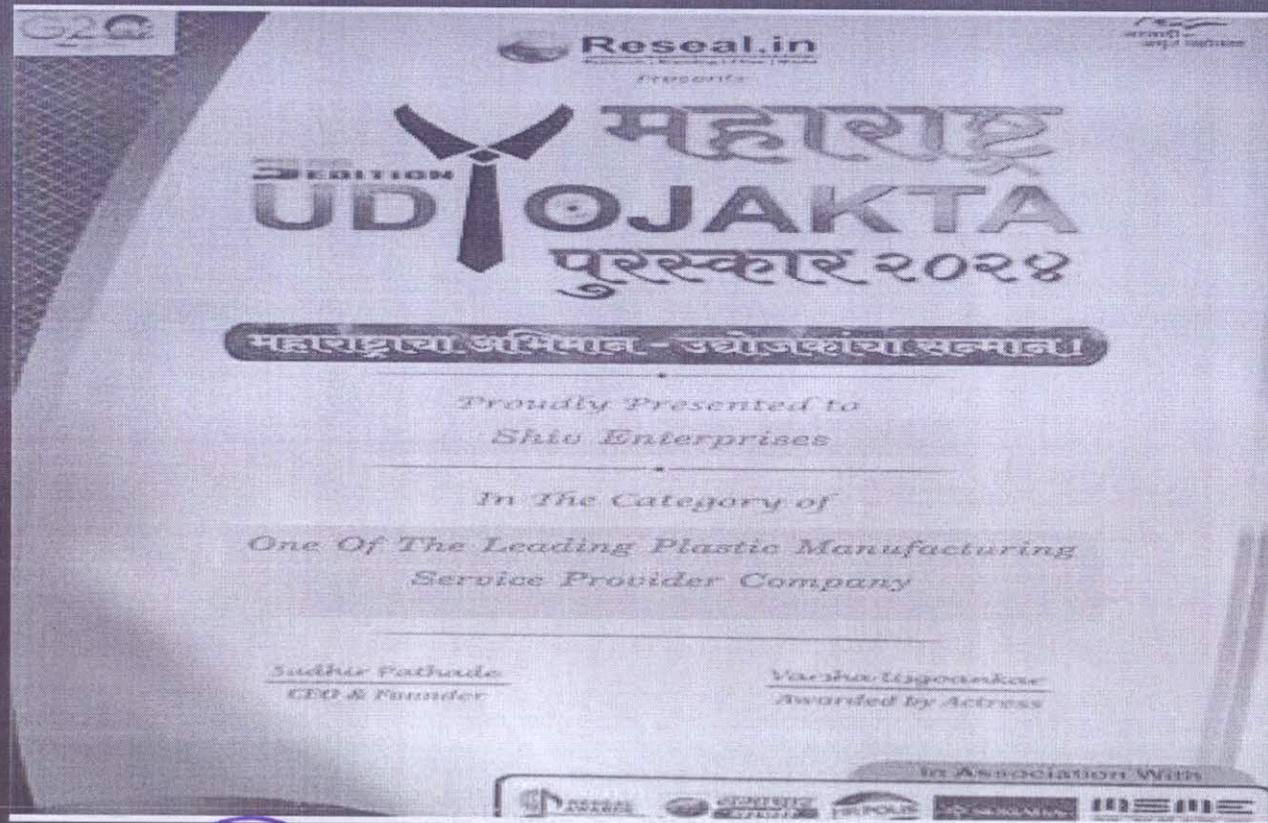 G20
Reseal.in
Presents
महाराष्ट्र
EDITION
UDYOJAKTA
पुरस्कार २०२४
महाराष्ट्राचा अभिमान - उद्योजकांचा सन्मान!
Proudly Presented to
Shiv Enterprises
In The Category of
One Of The Leading Plastic Manufacturing
Service Provider Company
Sudhir Pathade
CEO & Founder
Varsha Usgoankar
Awarded by Actress
In Association With
MSME